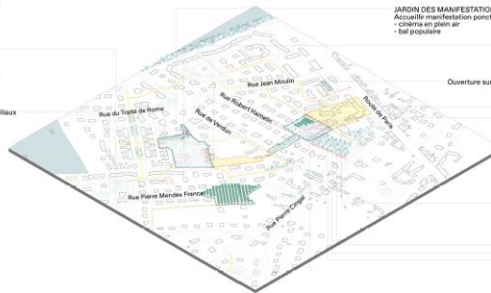 JARDIN DES MANIFESTATION
Accueillir manifestation ponct
- cinéma en plein air
- bal populaire
Ouverture sur
Rue Jean Moulin
Route de Paris
Rue Robert Hamelin
Rue du Traité de Rome
Rue de Verdun
Rue Pierre Mendes France
Rue Pierre Cingal